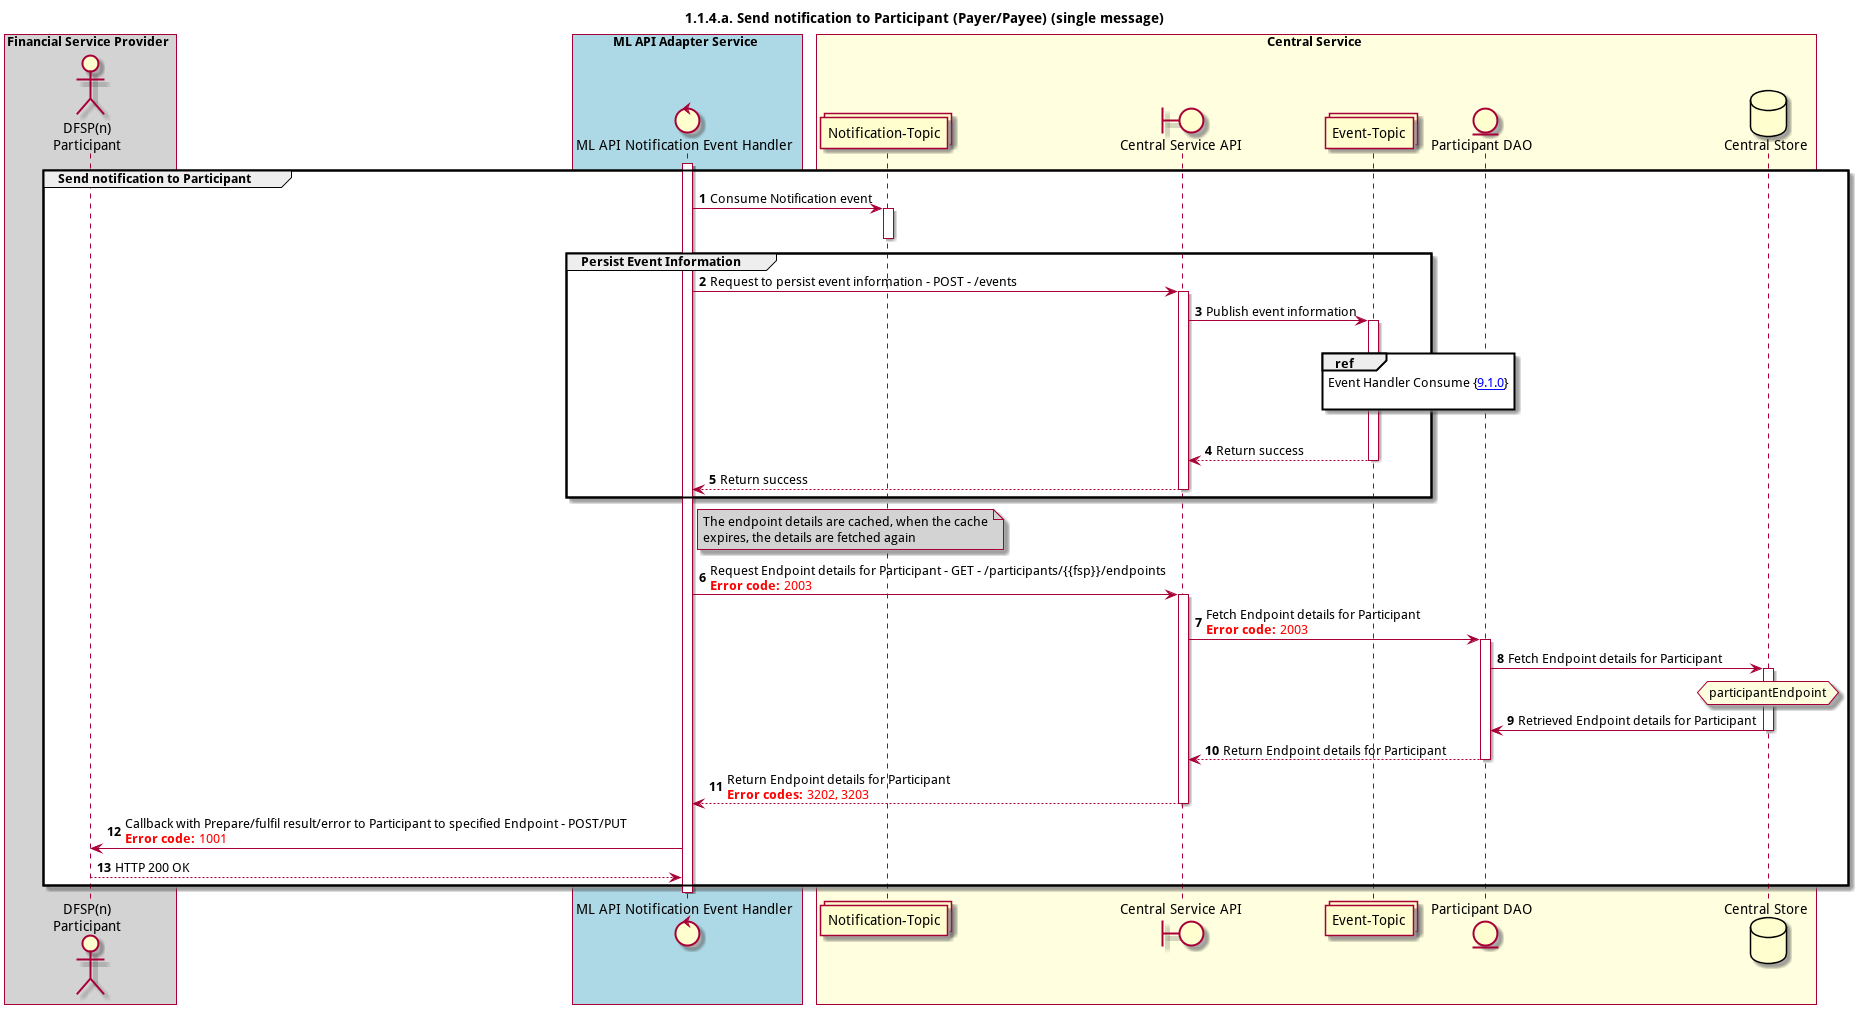 1.1.4.a. Send notification to Participant (Payer/Payee) (single message)
Financial Service Provider
ML API Adapter Service
Central Service
DFSP(n)
Participant
ML API Notification Event Handler
Notification-Topic
Central Service API
Event-Topic
Participant DAO
Central Store
Send notification to Participant
1 Consume Notification event
Persist Event Information
2 Request to persist event information - POST - /events
3 Publish event information
ref
Event Handler Consume {9.1.0}
4 Return success
5 Return success
The endpoint details are cached, when the cache
expires, the details are fetched again
6 Request Endpoint details for Participant - GET - /participants/{{fsp}}/endpoints
Error code: 2003
7 Fetch Endpoint details for Participant
Error code: 2003
8 Fetch Endpoint details for Participant
participantEndpoint
9 Retrieved Endpoint details for Participant
10 Return Endpoint details for Participant
11 Return Endpoint details for Participant
Error codes: 3202, 3203
12 Callback with Prepare/fulfil result/error to Participant to specified Endpoint - POST/PUT
Error code: 1001
13 HTTP 200 OK
DFSP(n)
Participant
ML API Notification Event Handler
Notification-Topic
Central Service API
Event-Topic
Participant DAO
Central Store